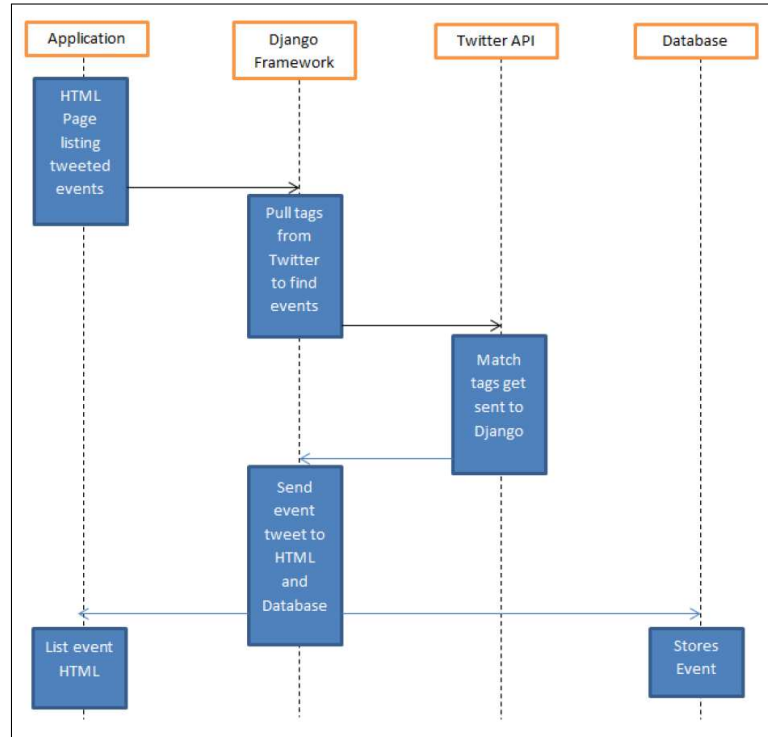 Application
Django
Framework
Twitter API
Database
HTML
Page
listing
tweeted
events
Pull tags
from
Twitter
to find
events
Match
tags get
sent to
Django
Send
event
tweet to
HTML
and
Database
List event
HTML
Stores
Event